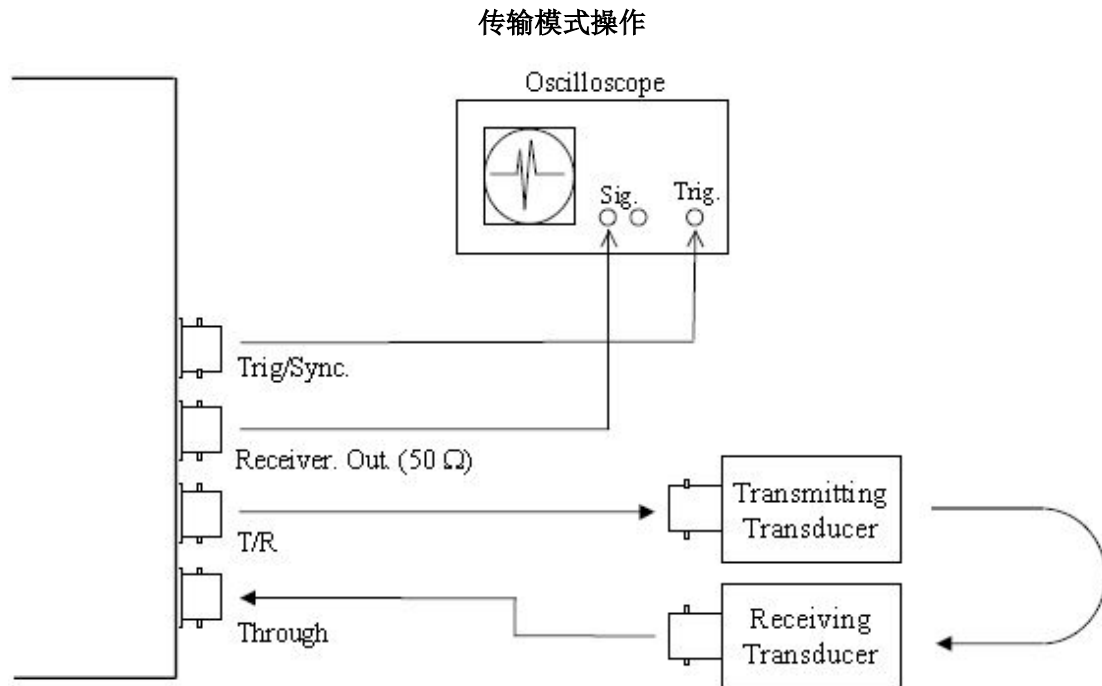 传输模式操作
Oscilloscope
Sig.
Trig.
Trig/Sync.
Receiver. Out. (50 Ω)
T/R
Through
Transmitting
Transducer
Receiving
Transducer